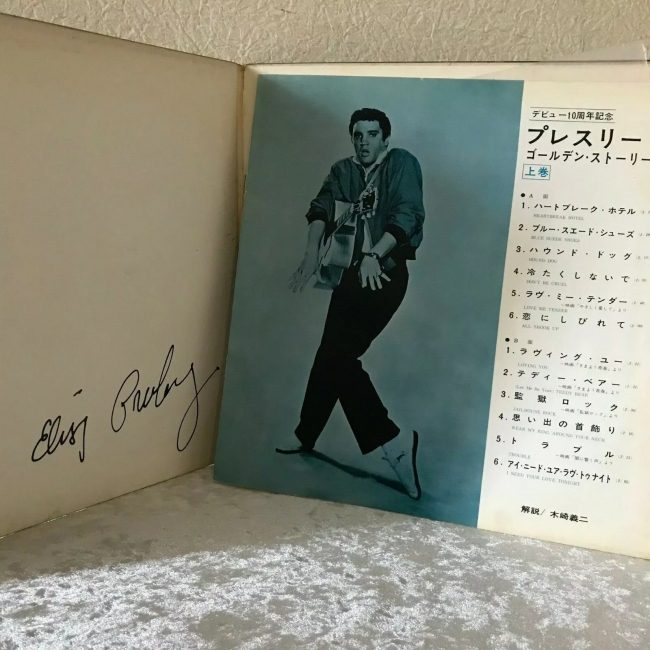 Elvis Presley
デビュー10周年記念
プレスリー
ゴールデン・ストーリー
上巻
●A面
1.ハートブレーク・ホテル
HEARTBREAK HOTEL
2.ブルー・スエード・シューズ
BLUE SUEDE SHOES
3.ハウンド・ドッグ
HOUND DOG
4.冷たくしないで
DON'T BE CRUEL
5.ラヴ・ミー・テンダー
LOVE ME TENDER
6.恋にしびれて
ALL SHOOK UP
●B面
1.ラヴィング・ユー
LOVING YOU
2.テディー・ベアー
(Let Me Be Your) TEDDY BEAR
3.監獄ロック
JAILHOUSE ROCK
4.思い出の首飾り
WEAR MY RING AROUND YOUR NECK
5.トラブル
TROUBLE
6.アイ・ニード・ユア・ラヴ・トゥナイト
I NEED YOUR LOVE TONIGHT
解説/木崎義二